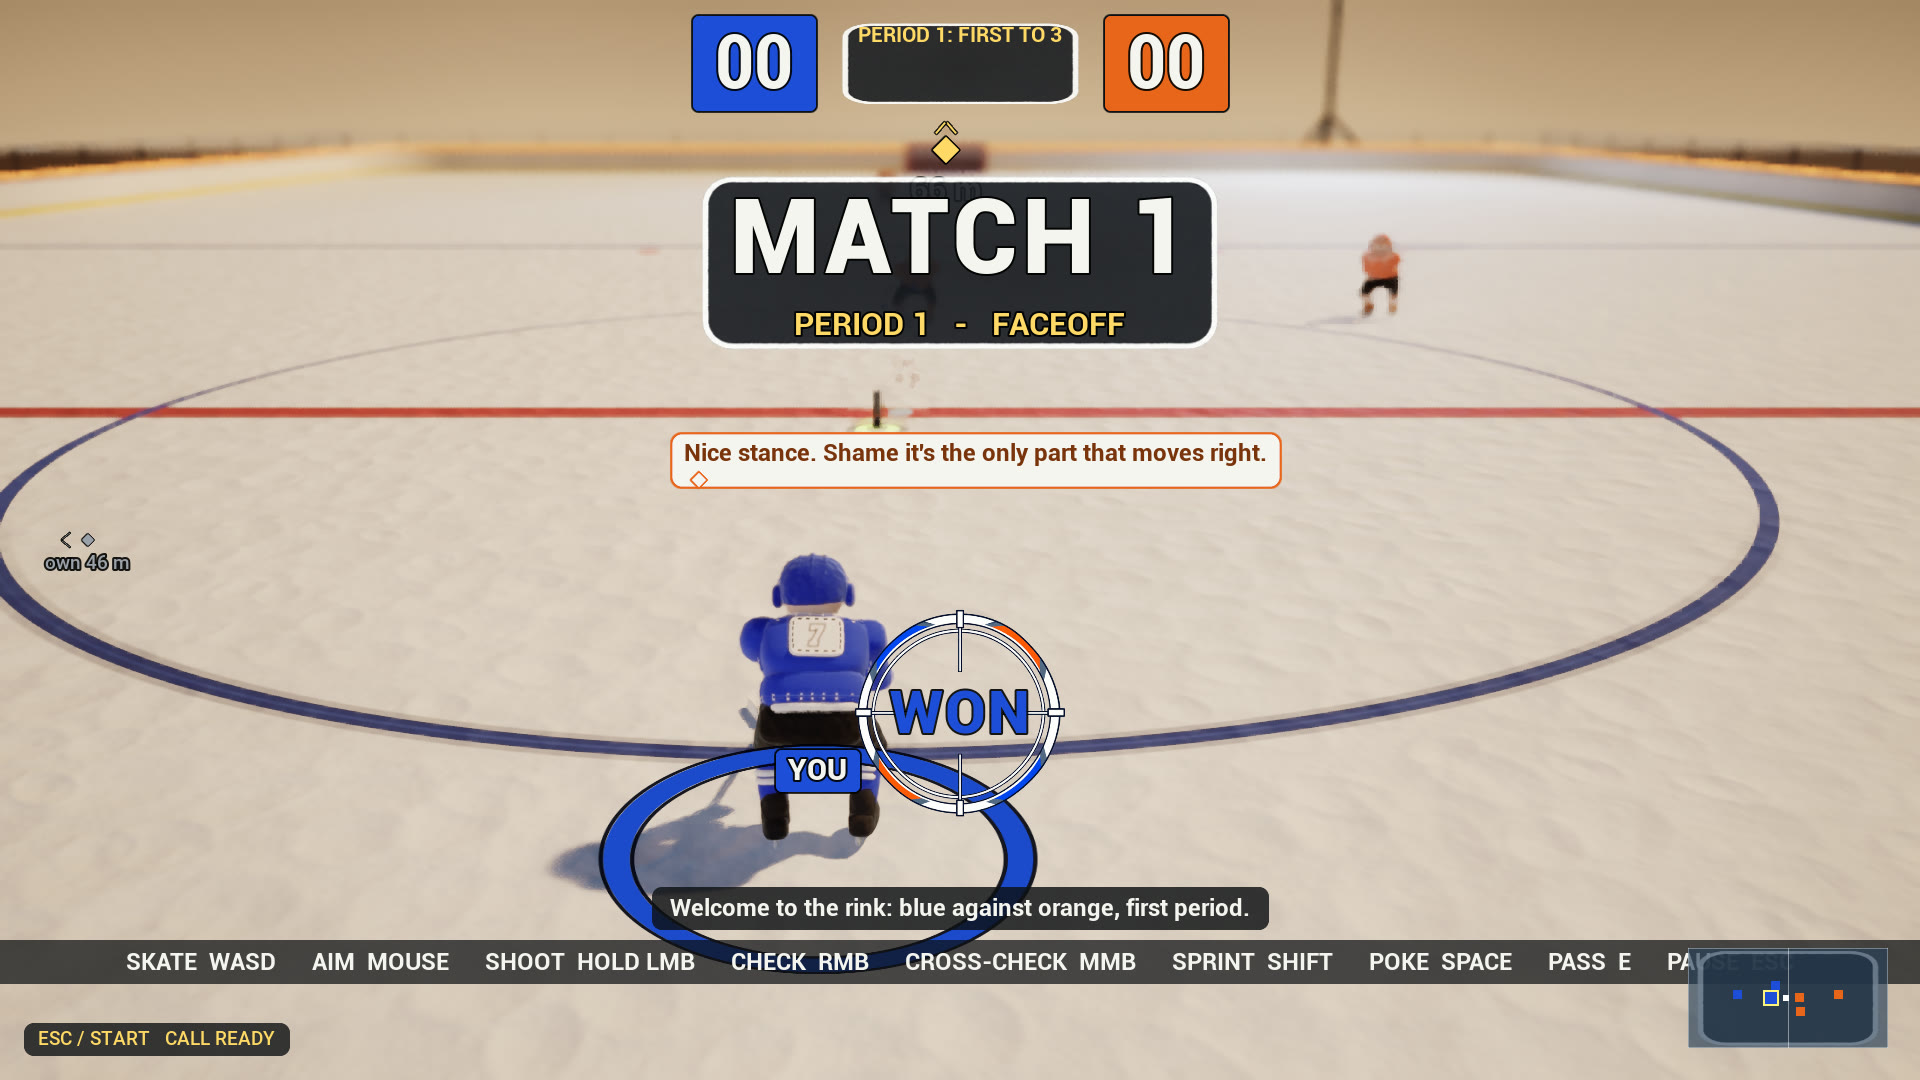 00
PERIOD 1: FIRST TO 3
00
66 m
MATCH 1
PERIOD 1 - FACEOFF
Nice stance. Shame it's the only part that moves right.
own 46 m
7
WON
YOU
Welcome to the rink: blue against orange, first period.
SKATE WASD AIM MOUSE SHOOT HOLD LMB CHECK RMB CROSS-CHECK MMB SPRINT SHIFT POKE SPACE PASS E PAUSE ESC
ESC / START CALL READY